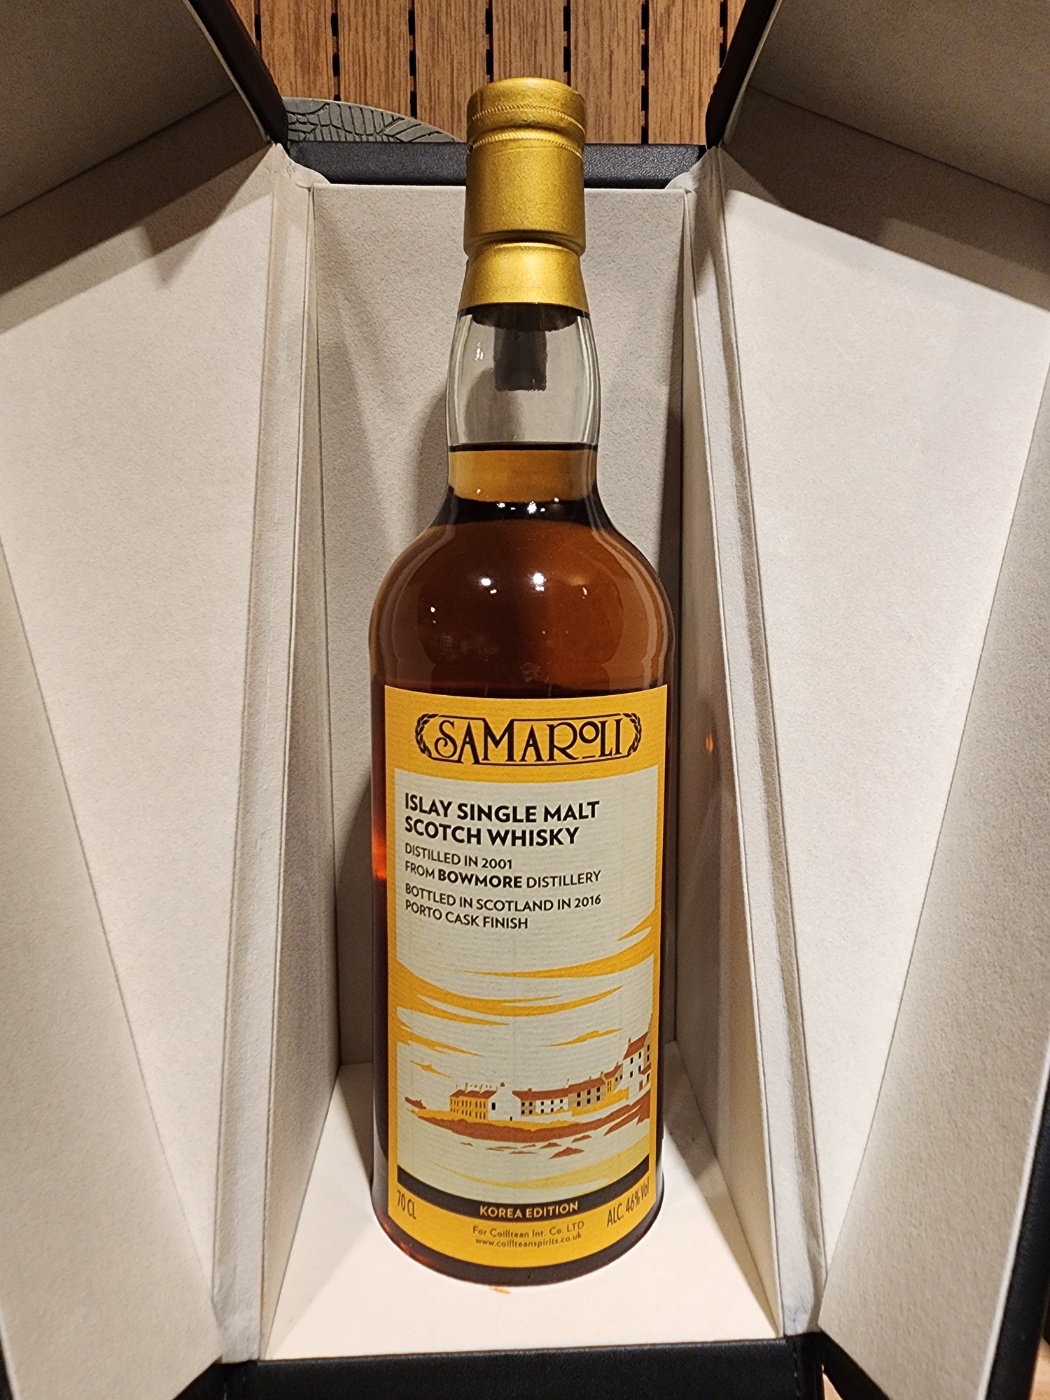 SAMAROLI
ISLAY SINGLE MALT
SCOTCH WHISKY
DISTILLED IN 2001
FROM BOWMORE DISTILLERY
BOTTLED IN SCOTLAND IN 2016
PORTO CASK FINISH
KOREA EDITION
70 CL
For Coilltean Int. Co. LTD
www.coillteanspirits.co.uk
ALC. 46% Vol